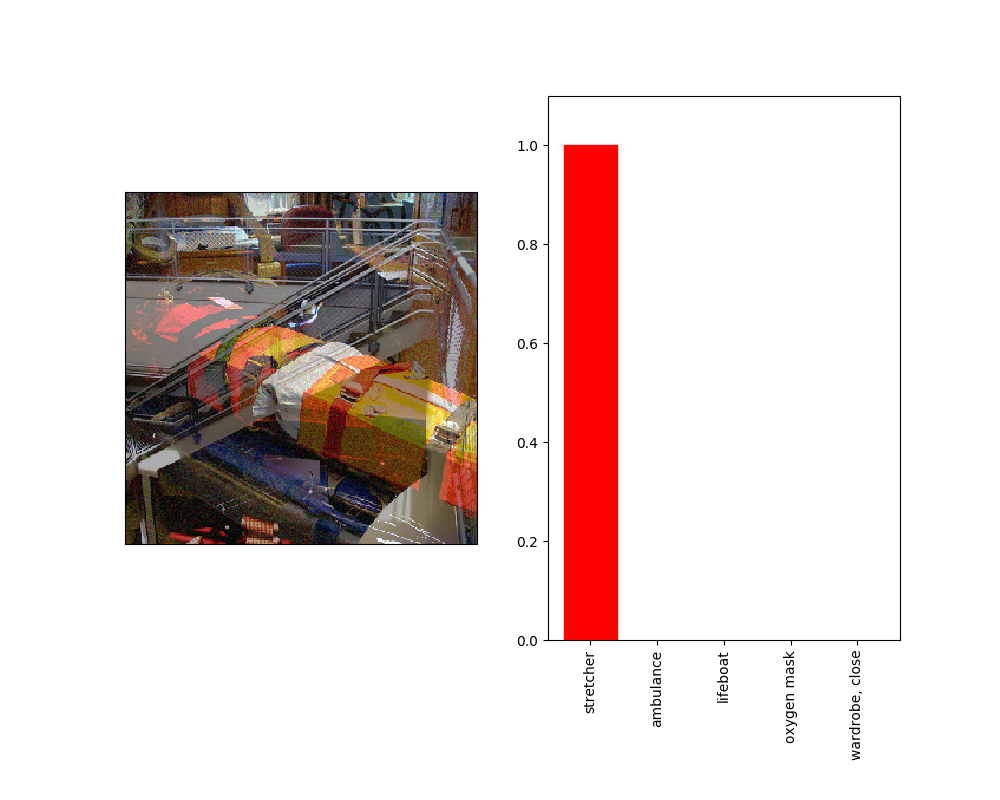 1.0
0.8
0.6
0.4
0.2
0.0
stretcher
ambulance
lifeboat
oxygen mask
wardrobe, close